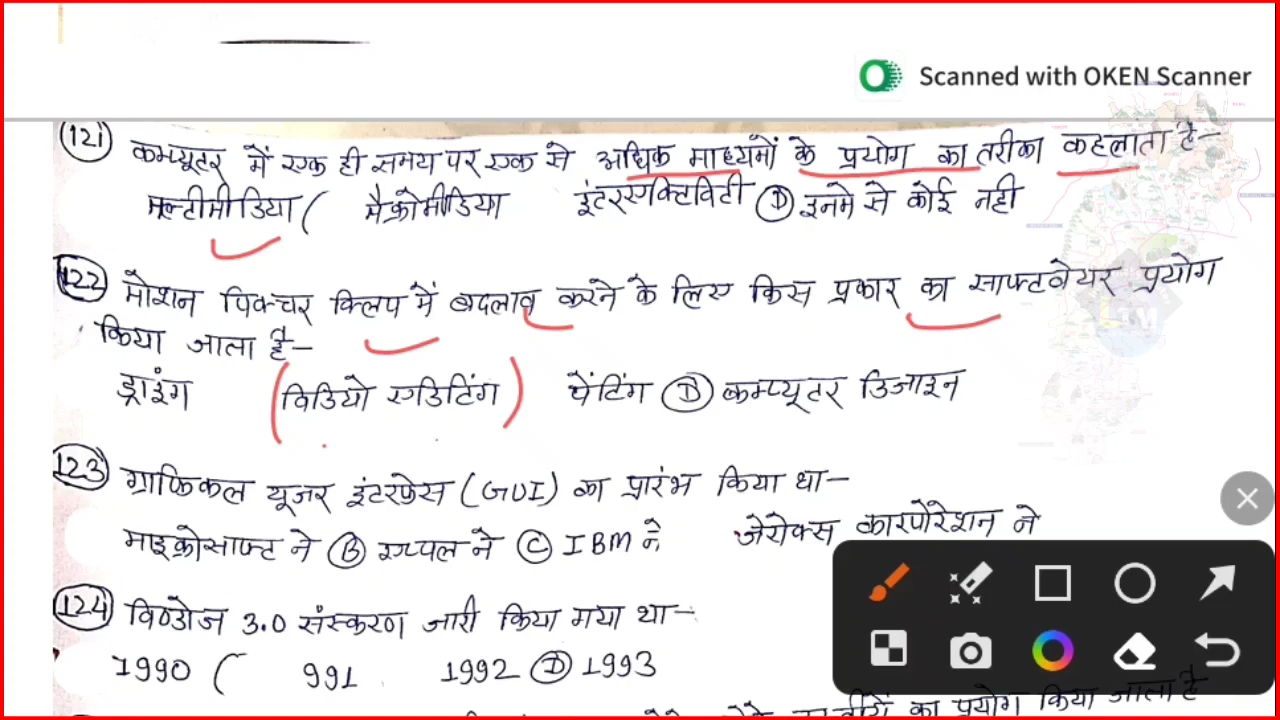 Scanned with OKEN Scanner
121 कम्प्यूटर में एक ही समय पर एक से अधिक माध्यमों के प्रयोग का तरीका कहलाता है-
मल्टीमीडिया ( मैक्रोमीडिया इंटरएक्टिविटी D इनमे से कोई नही
122 मोशन पिक्चर क्लिप में बदलाव करने के लिए किस प्रकार का साफ्टवेयर प्रयोग
किया जाता है-
ड्राइंग (विडियो एडिटिंग) पेंटिंग D कम्प्यूटर डिजाइन
123 ग्राफिकल यूजर इंटरफ़ेस (GUI) का प्रारंभ किया था-
माइक्रोसाफ्ट ने B एप्पल ने C IBM ने जेरोक्स कारपोरेशन ने
124 विण्डोज 3.0 संस्करण जारी किया गया था-
1990 ( 991 1992 D 1993
का प्रयोग किया जाता है